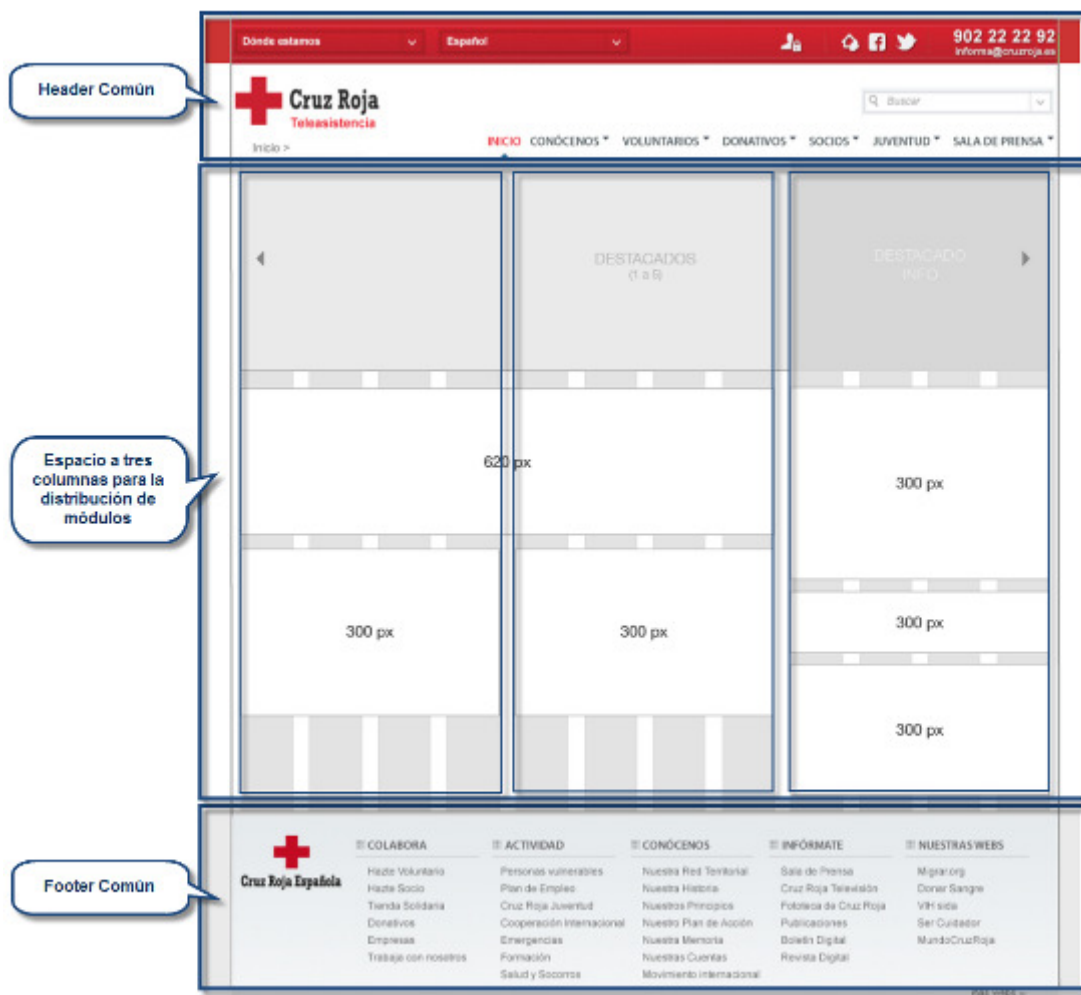 Dónde estamos
Español
902 22 22 92
informa@cruzroja.es
Header Común
Cruz Roja
Teleasistencia
Buscar
Inicio >
INICIO CONÓCENOS VOLUNTARIOS DONATIVOS SOCIOS JUVENTUD SALA DE PRENSA
DESTACADOS
(1 a 5)
DESTACADO
INFO
Espacio a tres
columnas para la
distribución de
módulos
620 px
300 px
300 px
300 px
300 px
300 px
Footer Común
Cruz Roja Española
COLABORA
Hazte Voluntario
Hazte Socio
Tienda Solidaria
Donativos
Empresas
Trabaja con nosotros
ACTIVIDAD
Personas vulnerables
Plan de Empleo
Cruz Roja Juventud
Cooperación Internacional
Emergencias
Formación
Salud y Socorros
CONÓCENOS
Nuestra Red Territorial
Nuestra Historia
Nuestros Principios
Nuestro Plan de Acción
Nuestra Memoria
Nuestras Cuentas
Movimiento internacional
INFÓRMATE
Sala de Prensa
Cruz Roja Televisión
Fototeca de Cruz Roja
Publicaciones
Boletín Digital
Revista Digital
NUESTRAS WEBS
Migrar.org
Donar Sangre
VIH sida
Ser Cuidador
MundoCruzRoja